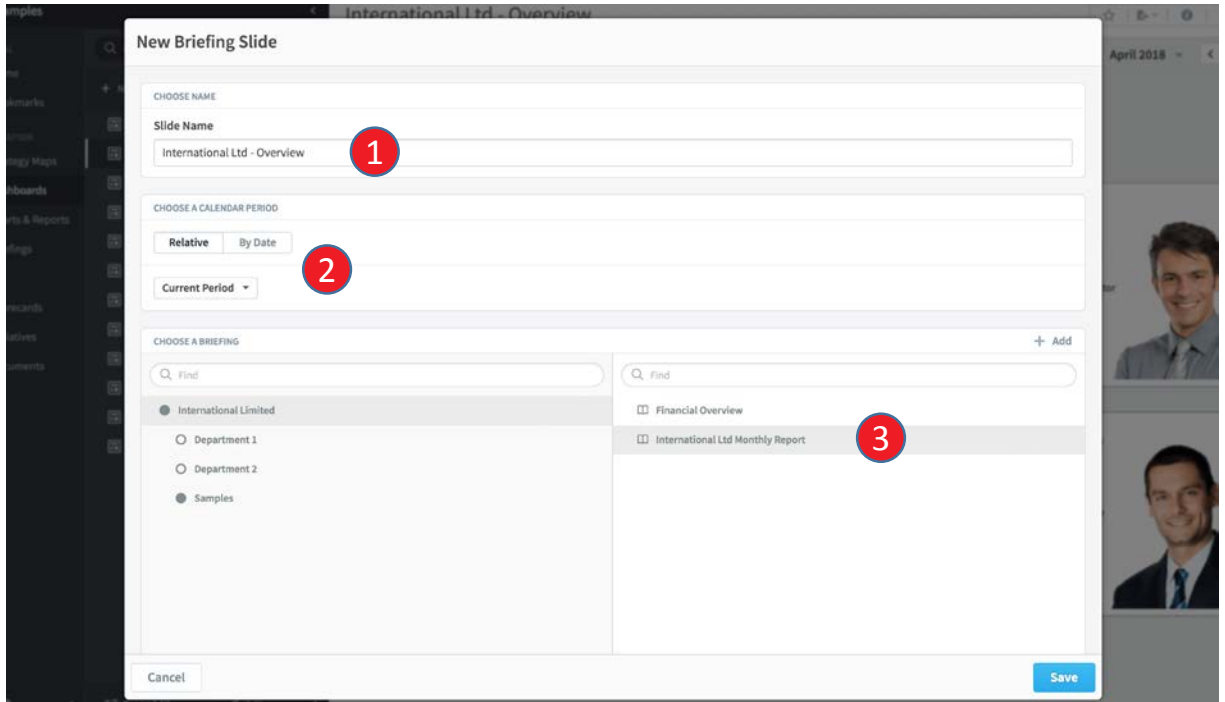 International Ltd - Overview
April 2018
New Briefing Slide
CHOOSE NAME
Slide Name
International Ltd - Overview
1
CHOOSE A CALENDAR PERIOD
Relative By Date
2
Current Period
CHOOSE A BRIEFING + Add
Find Find
International Limited Financial Overview
Department 1 International Ltd Monthly Report 3
Department 2
Samples
Cancel Save